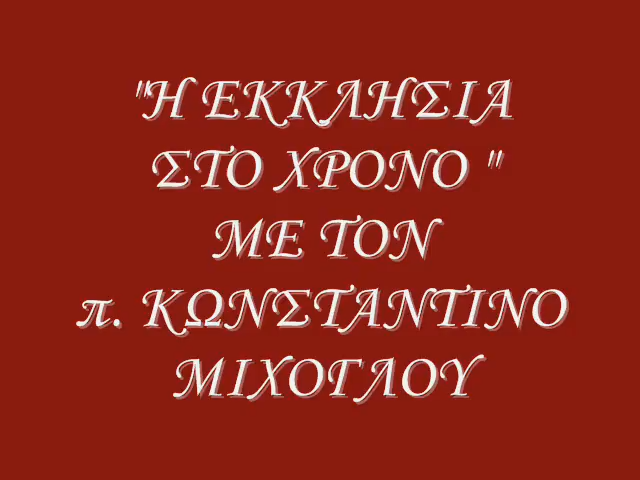 "Η ΕΚΚΛΗΣΙΑ
ΣΤΟ ΧΡΟΝΟ "
ΜΕ ΤΟΝ
π. ΚΩΝΣΤΑΝΤΙΝΟ
ΜΙΧΟΓΛΟΥ